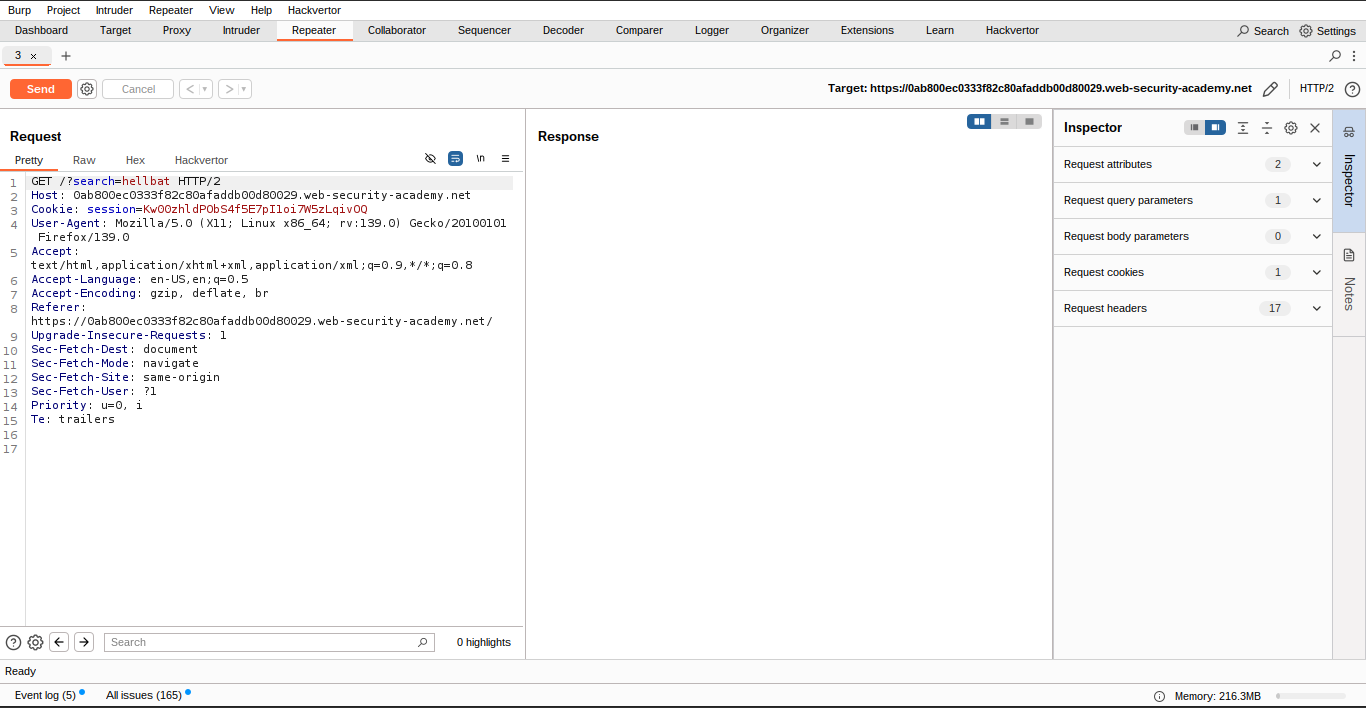 Burp Project Intruder Repeater View Help Hackvertor
Dashboard Target Proxy Intruder Repeater Collaborator Sequencer Decoder Comparer Logger Organizer Extensions Learn Hackvertor Search Settings
3 × +
Send Cancel < > Target: https://0ab800ec0333f82c80afaddb00d80029.web-security-academy.net HTTP/2
Request
Pretty Raw Hex Hackvertor \n
1 GET /?search=hellbat HTTP/2
2 Host: 0ab800ec0333f82c80afaddb00d80029.web-security-academy.net
3 Cookie: session=Kw0OzhldPObS4f5E7pI1oi7W5zLqivOQ
4 User-Agent: Mozilla/5.0 (X11; Linux x86_64; rv:139.0) Gecko/20100101
Firefox/139.0
5 Accept:
text/html,application/xhtml+xml,application/xml;q=0.9,*/*;q=0.8
6 Accept-Language: en-US,en;q=0.5
7 Accept-Encoding: gzip, deflate, br
8 Referer:
https://0ab800ec0333f82c80afaddb00d80029.web-security-academy.net/
9 Upgrade-Insecure-Requests: 1
10 Sec-Fetch-Dest: document
11 Sec-Fetch-Mode: navigate
12 Sec-Fetch-Site: same-origin
13 Sec-Fetch-User: ?1
14 Priority: u=0, i
15 Te: trailers
16
17
Search 0 highlights
Response
Inspector
Request attributes 2
Request query parameters 1
Request body parameters 0
Request cookies 1
Request headers 17
Inspector
Notes
Ready
Event log (5) All issues (165) Memory: 216.3MB